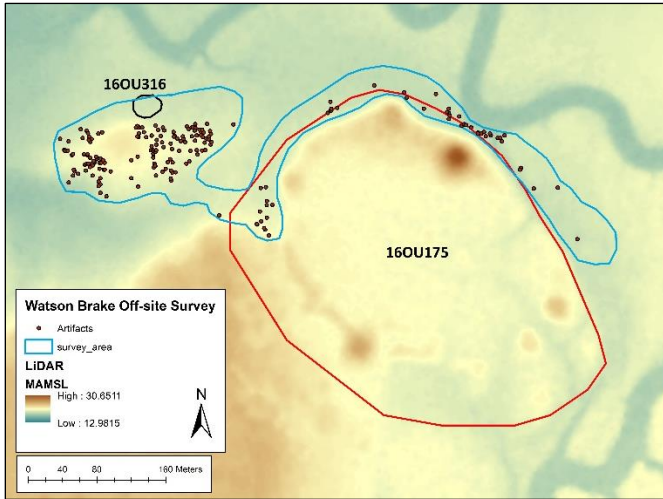 16OU316
16OU175
Watson Brake Off-site Survey
Artifacts
survey_area
LiDAR
MAMSL
High : 30.6511
Low : 12.9815
N
0 40 80 160 Meters